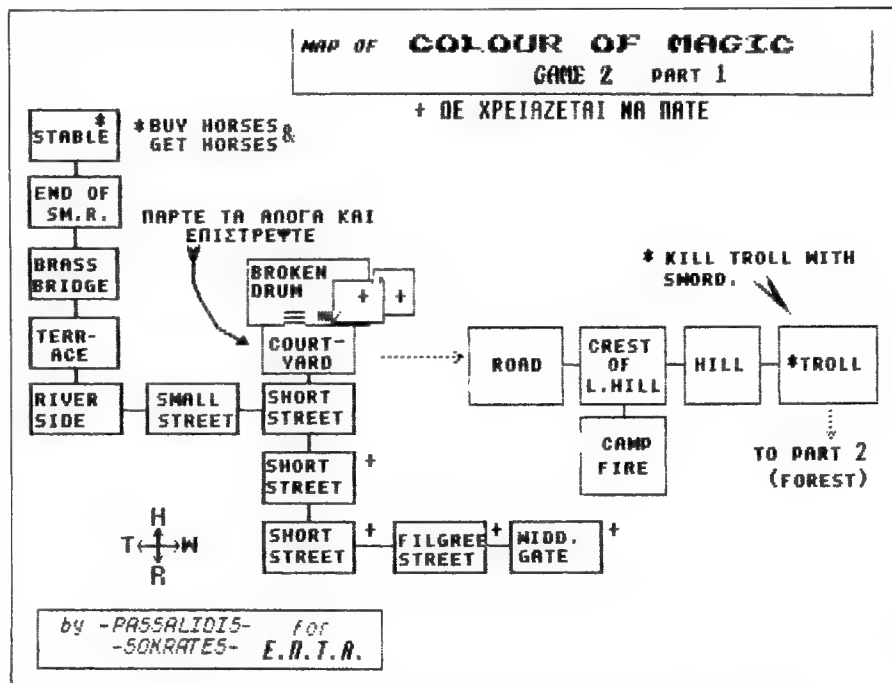 MAP OF COLOUR OF MAGIC
GAME 2 PART 1
+ ΔΕ ΧΡΕΙΑΖΕΤΑΙ ΝΑ ΠΑΤΕ
STABLE *
* BUY HORSES &
GET HORSES
END OF
SM.R.
ΠΑΡΤΕ ΤΑ ΑΛΟΓΑ ΚΑΙ
ΕΠΙΣΤΡΕΨΤΕ
BRASS
BRIDGE
BROKEN
DRUM
+ +
* KILL TROLL WITH
SWORD.
TERR-
ACE
COURT-
YARD
ROAD
CREST
OF
L.HILL
HILL
*TROLL
RIVER
SIDE
SMALL
STREET
SHORT
STREET
CAMP
FIRE
TO PART 2
(FOREST)
SHORT
STREET +
SHORT
STREET +
FILGREE
STREET +
MIDD.
GATE +
H
T W
R
by -PASSALIDIS- for
-SOKRATES- E.Π.Τ.Α.